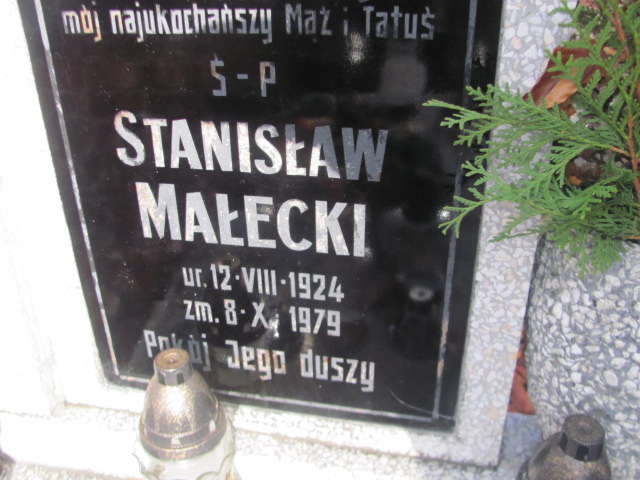 mój najukochańszy Mąż i Tatuś
Ś-P
STANISŁAW
MAŁECKI
ur. 12·VIII·1924
zm. 8·X· 1979
Pokój Jego duszy